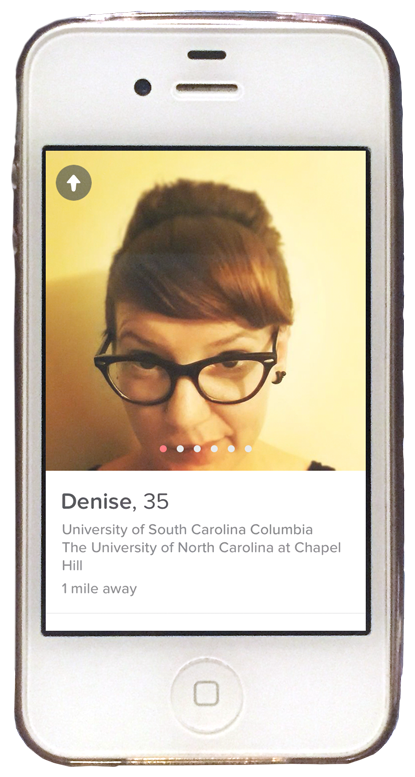 Denise, 35
University of South Carolina Columbia
The University of North Carolina at Chapel
Hill
1 mile away